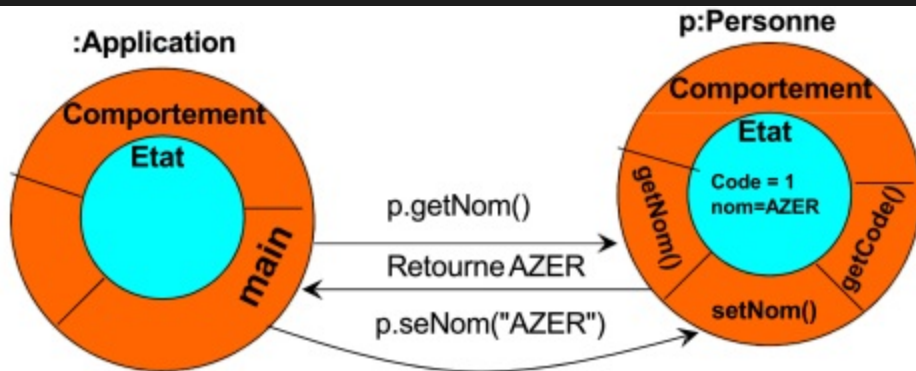 :Application
Comportement
Etat
main
p.getNom()
Retourne AZER
p.seNom("AZER")
p:Personne
Comportement
Etat
Code = 1
nom=AZER
getNom()
setNom()
getCode()